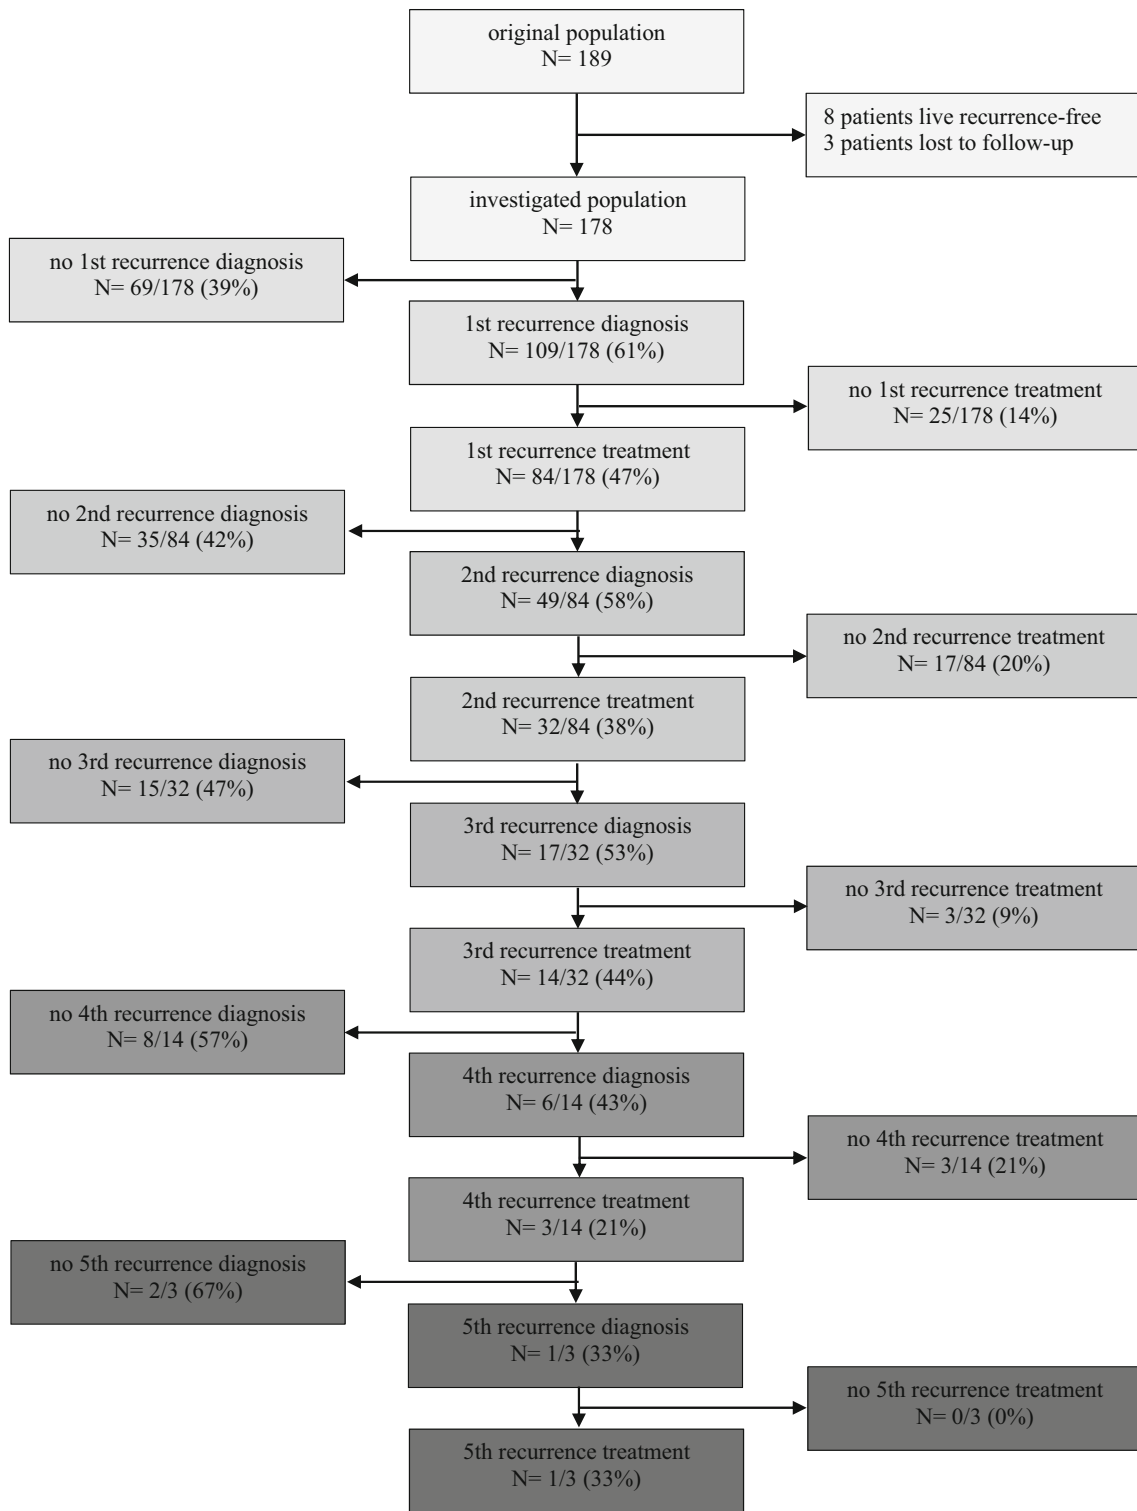 original population
N= 189
8 patients live recurrence-free
3 patients lost to follow-up
investigated population
N= 178
no 1st recurrence diagnosis
N= 69/178 (39%)
1st recurrence diagnosis
N= 109/178 (61%)
no 1st recurrence treatment
N= 25/178 (14%)
1st recurrence treatment
N= 84/178 (47%)
no 2nd recurrence diagnosis
N= 35/84 (42%)
2nd recurrence diagnosis
N= 49/84 (58%)
no 2nd recurrence treatment
N= 17/84 (20%)
2nd recurrence treatment
N= 32/84 (38%)
no 3rd recurrence diagnosis
N= 15/32 (47%)
3rd recurrence diagnosis
N= 17/32 (53%)
no 3rd recurrence treatment
N= 3/32 (9%)
3rd recurrence treatment
N= 14/32 (44%)
no 4th recurrence diagnosis
N= 8/14 (57%)
4th recurrence diagnosis
N= 6/14 (43%)
no 4th recurrence treatment
N= 3/14 (21%)
4th recurrence treatment
N= 3/14 (21%)
no 5th recurrence diagnosis
N= 2/3 (67%)
5th recurrence diagnosis
N= 1/3 (33%)
no 5th recurrence treatment
N= 0/3 (0%)
5th recurrence treatment
N= 1/3 (33%)